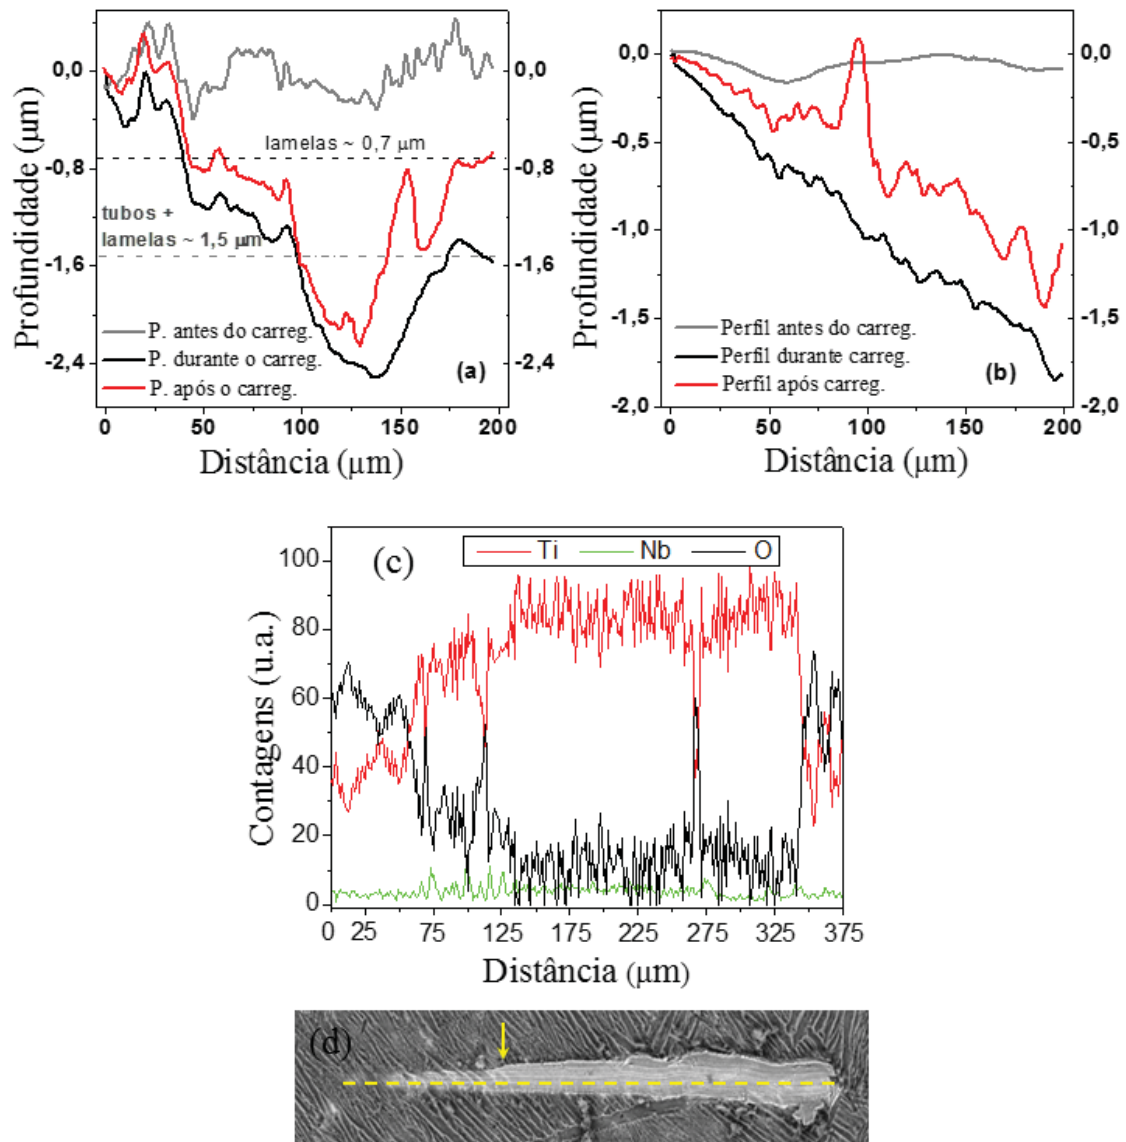 0,0
-0,8
-1,6
-2,4
Profundidade (µm)
lamelas ~ 0,7 µm
tubos +
lamelas ~ 1,5 µm
P. antes do carreg.
P. durante o carreg.
P. após o carreg.
(a)
0,0
-0,8
-1,6
-2,4
0 50 100 150 200
Distância (µm)
0,0
-0,5
-1,0
-1,5
-2,0
Profundidade (µm)
Perfil antes do carreg.
Perfil durante carreg.
Perfil após carreg.
(b)
0,0
-0,5
-1,0
-1,5
-2,0
0 50 100 150 200
Distância (µm)
(c)
Ti Nb O
100
80
60
40
20
0
Contagens (u.a.)
0 25 75 125 175 225 275 325 375
Distância (µm)
(d)